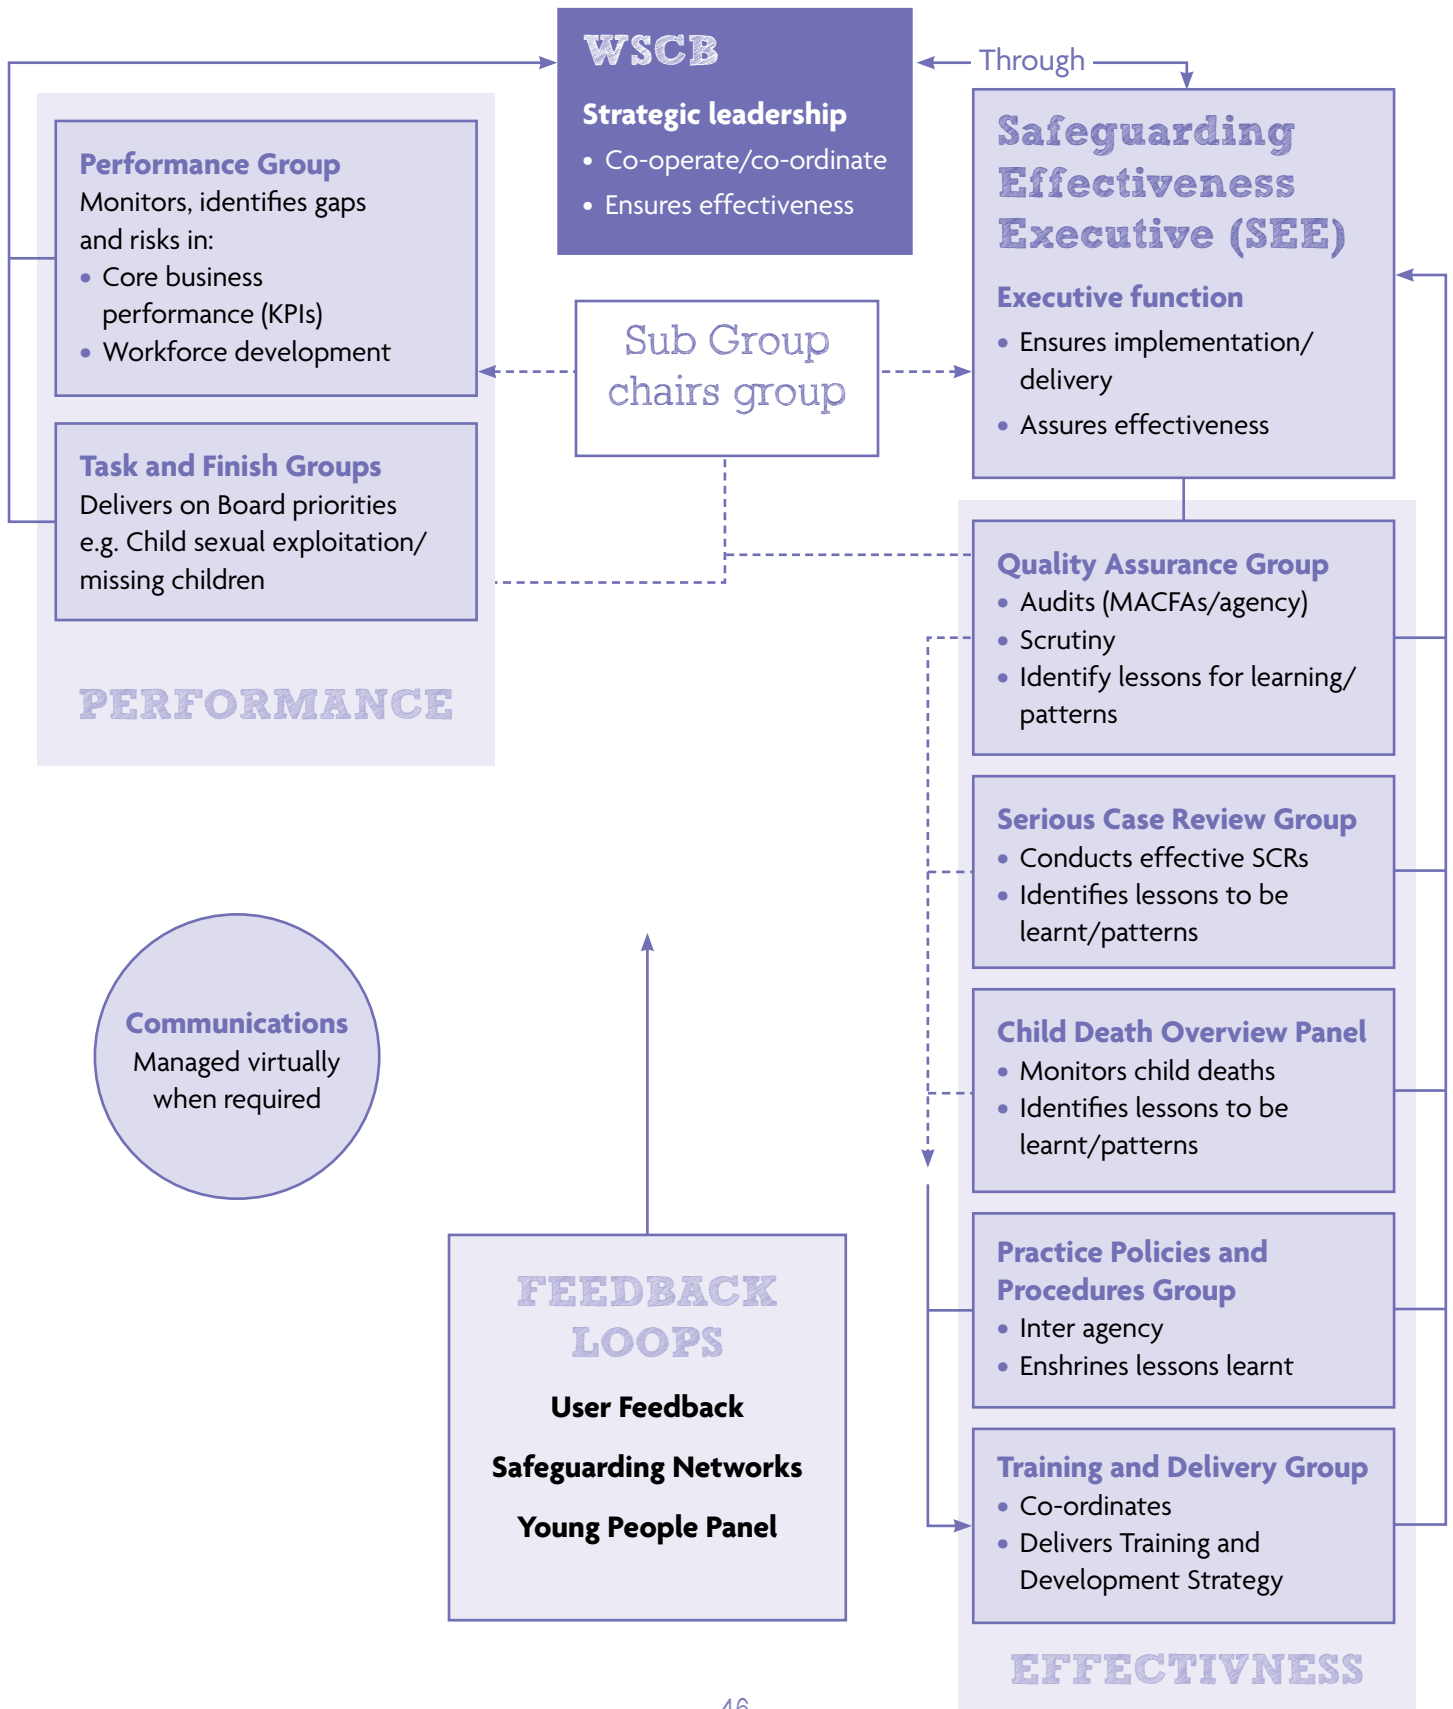 WSCB
Strategic leadership
• Co-operate/co-ordinate
• Ensures effectiveness
Through
Safeguarding
Effectiveness
Executive (SEE)
Executive function
• Ensures implementation/
delivery
• Assures effectiveness
Performance Group
Monitors, identifies gaps
and risks in:
• Core business
performance (KPIs)
• Workforce development
Sub Group
chairs group
Task and Finish Groups
Delivers on Board priorities
e.g. Child sexual exploitation/
missing children
PERFORMANCE
Quality Assurance Group
• Audits (MACFAs/agency)
• Scrutiny
• Identify lessons for learning/
patterns
Serious Case Review Group
• Conducts effective SCRs
• Identifies lessons to be
learnt/patterns
Communications
Managed virtually
when required
Child Death Overview Panel
• Monitors child deaths
• Identifies lessons to be
learnt/patterns
Practice Policies and
Procedures Group
• Inter agency
• Enshrines lessons learnt
FEEDBACK
LOOPS
User Feedback
Safeguarding Networks
Young People Panel
Training and Delivery Group
• Co-ordinates
• Delivers Training and
Development Strategy
EFFECTIVNESS
46